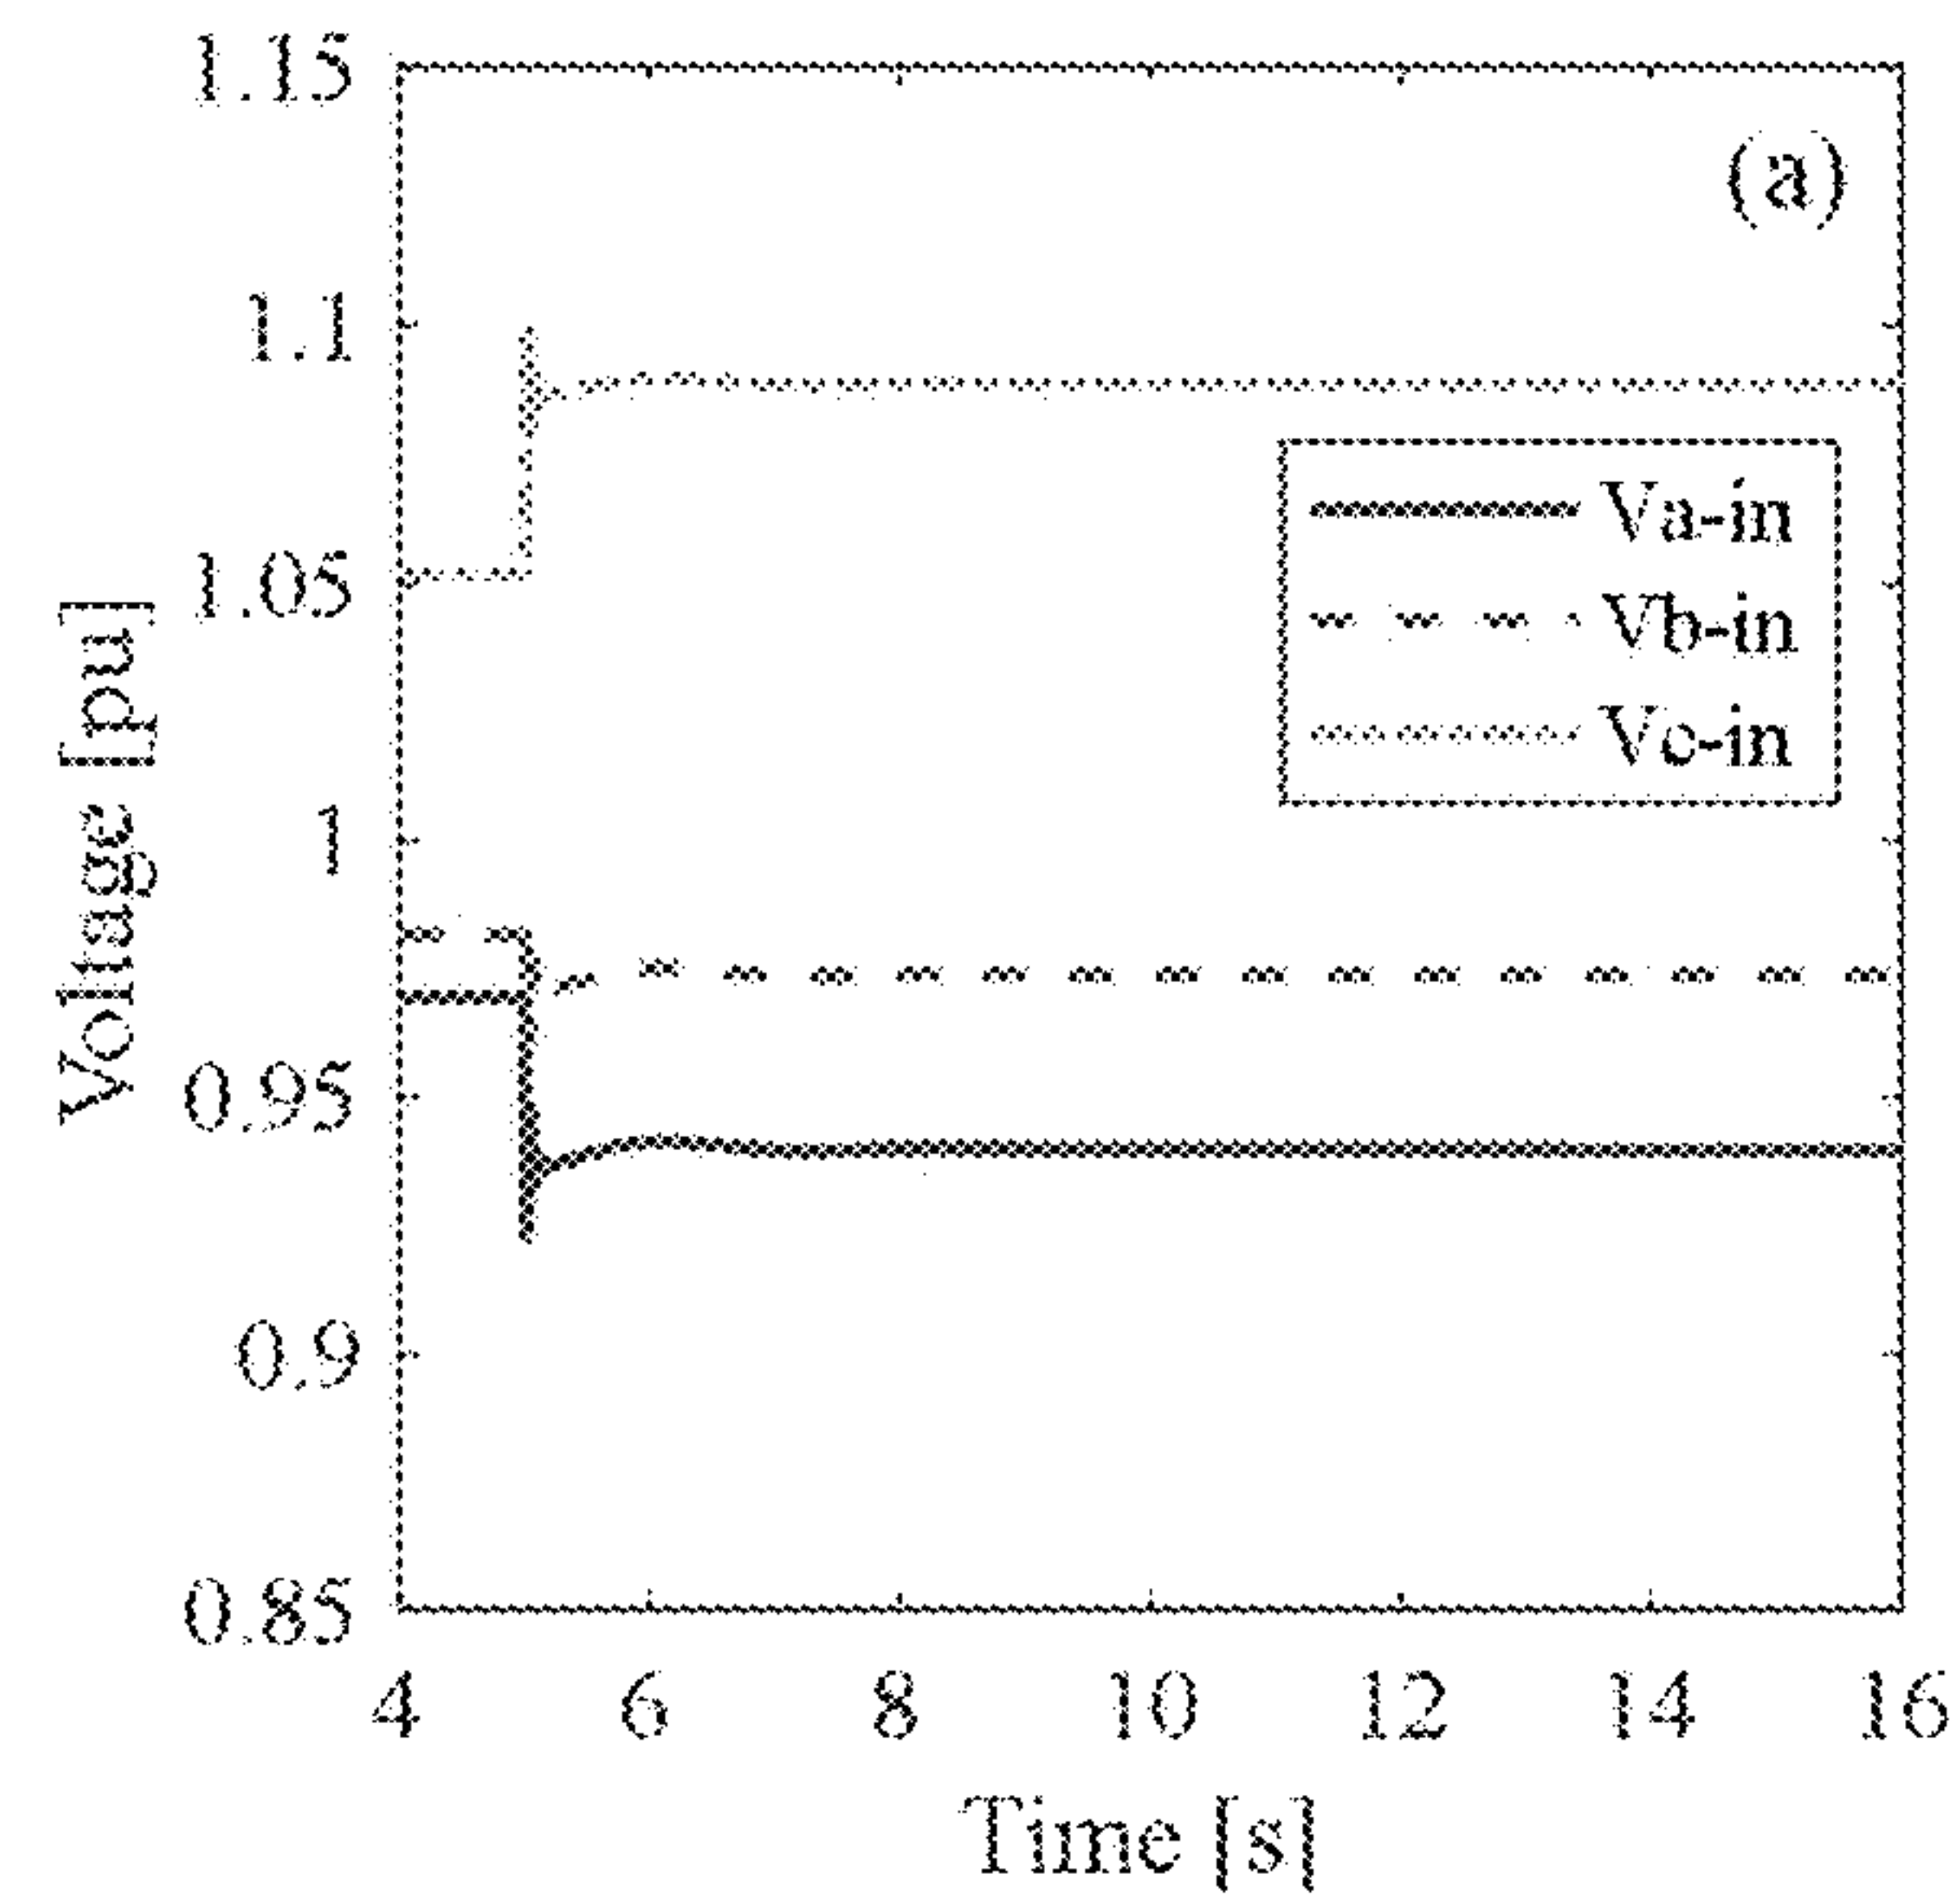 1.15
(a)
1.1
Va-in
1.05
Vb-in
Vc-in
Voltage [pu]
1
0.95
0.9
0.85
4 6 8 10 12 14 16
Time [s]